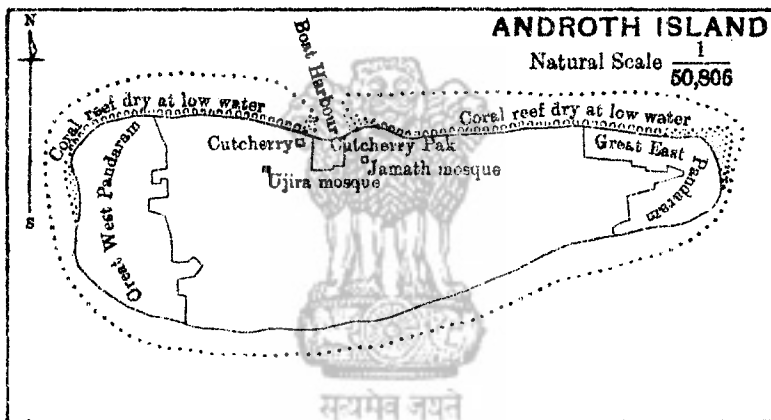 ANDROTH ISLAND
Natural Scale 1/50,806
N
S
Boat Harbour
Coral reef dry at low water
Coral reef dry at low water
Cutcherry
Cutcherry Pak
Great East Pandaram
Jamath mosque
Ujira mosque
Great West Pandaram
सत्यमेव जयते